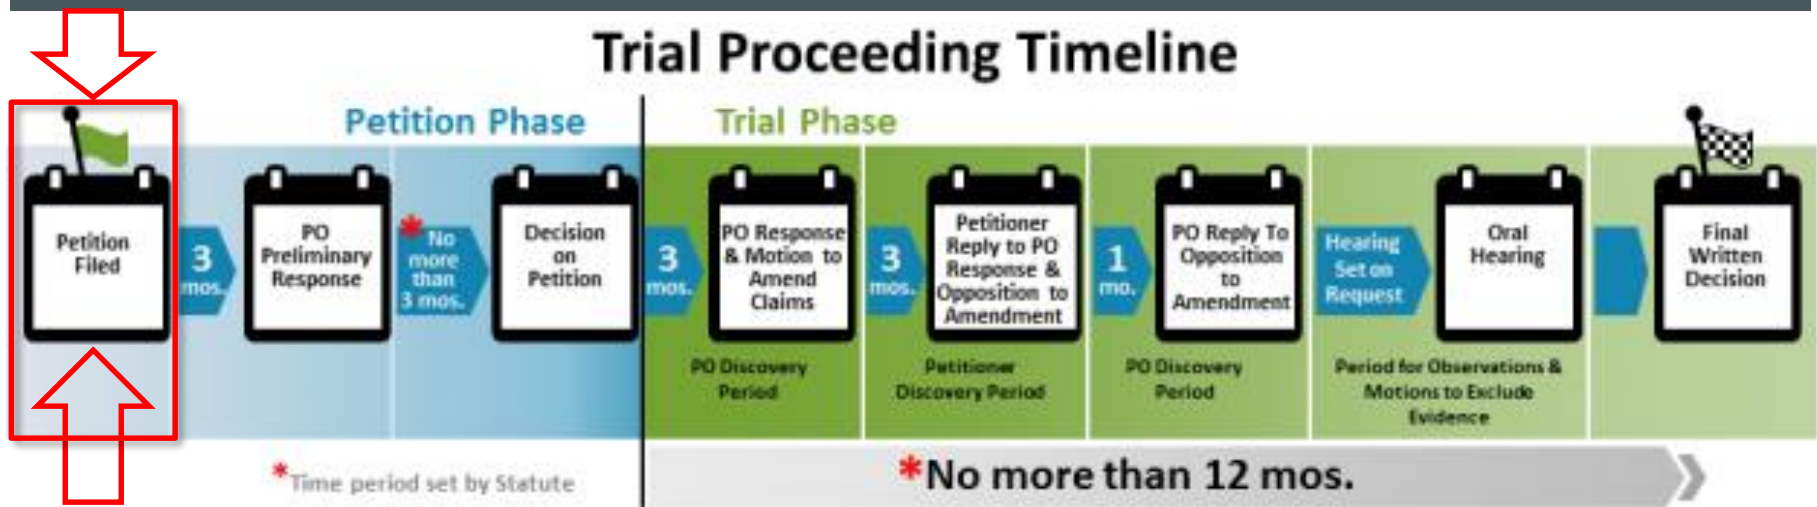 Trial Proceeding Timeline
Petition Phase
Trial Phase
Petition
Filed
3
mos.
PO
Preliminary
Response
*No
more
than
3 mos.
Decision
on
Petition
3
mos.
PO Response
& Motion to
Amend
Claims
3
mos.
Petitioner
Reply to PO
Response &
Opposition to
Amendment
1
mo.
PO Reply To
Opposition
to
Amendment
Hearing
Set on
Request
Oral
Hearing
Final
Written
Decision
PO Discovery
Period
Petitioner
Discovery Period
PO Discovery
Period
Period for Observations &
Motions to Exclude
Evidence
*Time period set by Statute
*No more than 12 mos.